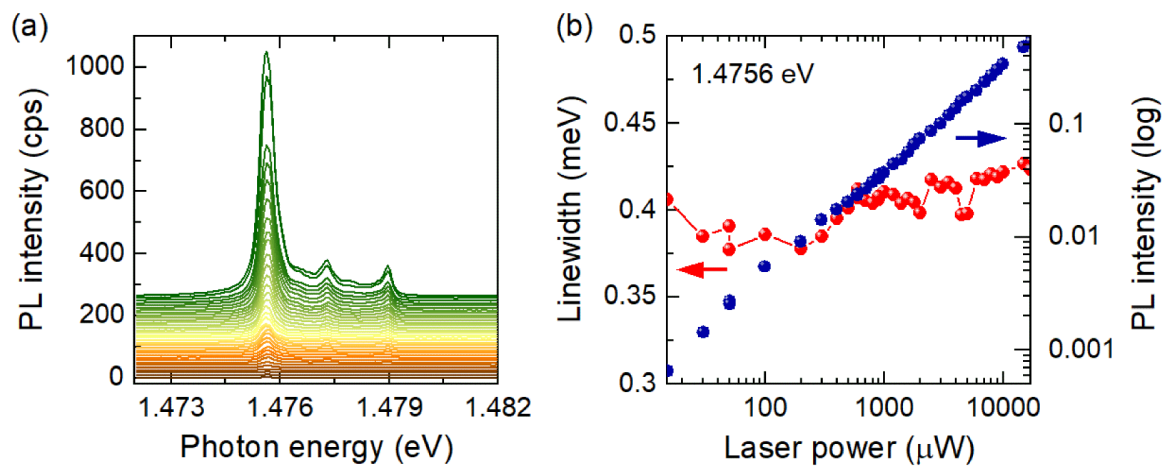 (a)
PL intensity (cps)
1000
800
600
400
200
0
1.473
1.476
1.479
1.482
Photon energy (eV)
(b)
1.4756 eV
Linewidth (meV)
0.5
0.45
0.4
0.35
0.3
100
1000
10000
Laser power (μW)
0.1
0.01
0.001
PL intensity (log)